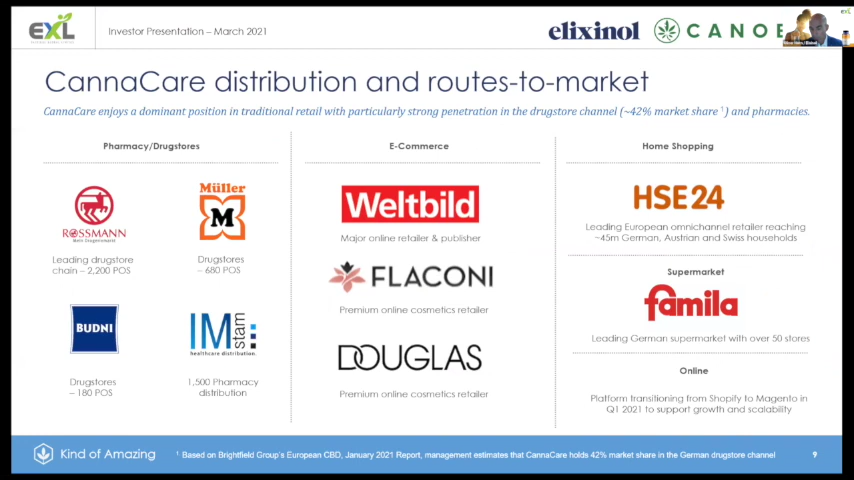 EXL
Investor Presentation – March 2021
elixinol
CANOE
CannaCare distribution and routes-to-market
CannaCare enjoys a dominant position in traditional retail with particularly strong penetration in the drugstore channel (~42% market share ¹) and pharmacies.
Pharmacy/Drugstores
ROSSMANN
Mein Drogeriemarkt
Leading drugstore
chain – 2,200 POS
Müller
M
Drugstores
– 680 POS
BUDNI
Drugstores
– 180 POS
IMstam
healthcare distribution.
1,500 Pharmacy
distribution
E-Commerce
Weltbild
Major online retailer & publisher
FLACONI
Premium online cosmetics retailer
DOUGLAS
Premium online cosmetics retailer
Home Shopping
HSE24
Leading European omnichannel retailer reaching
~45m German, Austrian and Swiss households
Supermarket
famila
Leading German supermarket with over 50 stores
Online
Platform transitioning from Shopify to Magento in
Q1 2021 to support growth and scalability
Kind of Amazing
¹ Based on Brightfield Group's European CBD, January 2021 Report, management estimates that CannaCare holds 42% market share in the German drugstore channel
9